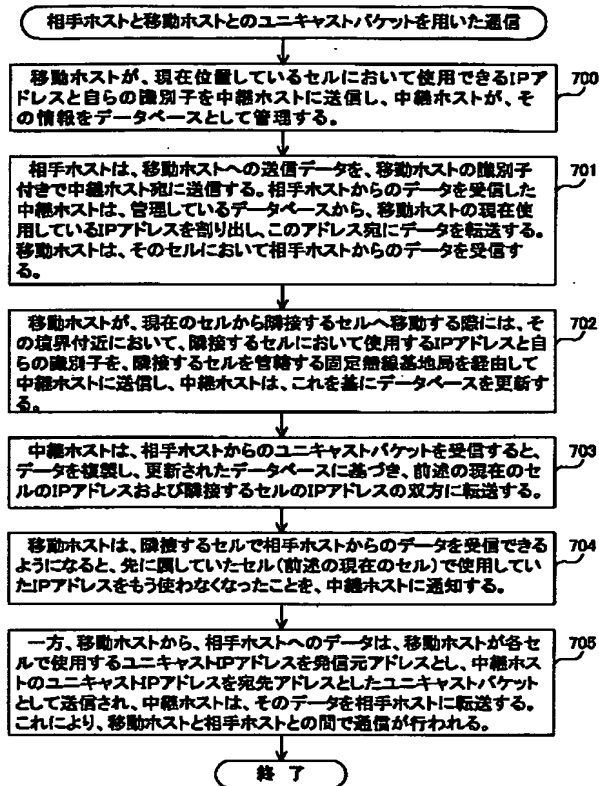 相手ホストと移動ホストとのユニキャストパケットを用いた通信
700
移動ホストが、現在位置しているセルにおいて使用できるIPア
ドレスと自らの識別子を中継ホストに送信し、中継ホストが、そ
の情報をデータベースとして管理する。
701
相手ホストは、移動ホストへの送信データを、移動ホストの識別子
付きで中継ホスト宛に送信する。相手ホストからのデータを受信した
中継ホストは、管理しているデータベースから、移動ホストの現在使
用しているIPアドレスを割り出し、このアドレス宛にデータを転送する。
移動ホストは、そのセルにおいて相手ホストからのデータを受信す
る。
702
移動ホストが、現在のセルから隣接するセルへ移動する際には、そ
の境界付近において、隣接するセルにおいて使用するIPアドレスと自
らの識別子を、隣接するセルを管轄する固定無線基地局を経由して
中継ホストに送信し、中継ホストは、これを基にデータベースを更新す
る。
703
中継ホストは、相手ホストからのユニキャストパケットを受信すると、
データを複製し、更新されたデータベースに基づき、前述の現在のセ
ルのIPアドレスおよび隣接するセルのIPアドレスの双方に転送する。
704
移動ホストは、隣接するセルで相手ホストからのデータを受信できる
ようになると、先に属していたセル(前述の現在のセル)で使用してい
たIPアドレスをもう使わなくなったことを、中継ホストに通知する。
705
一方、移動ホストから、相手ホストへのデータは、移動ホストが各セ
ルで使用するユニキャストIPアドレスを発信元アドレスとし、中継ホス
トのユニキャストIPアドレスを宛先アドレスとしたユニキャストパケット
として送信され、中継ホストは、そのデータを相手ホストに転送する。
これにより、移動ホストと相手ホストとの間で通信が行われる。
終了